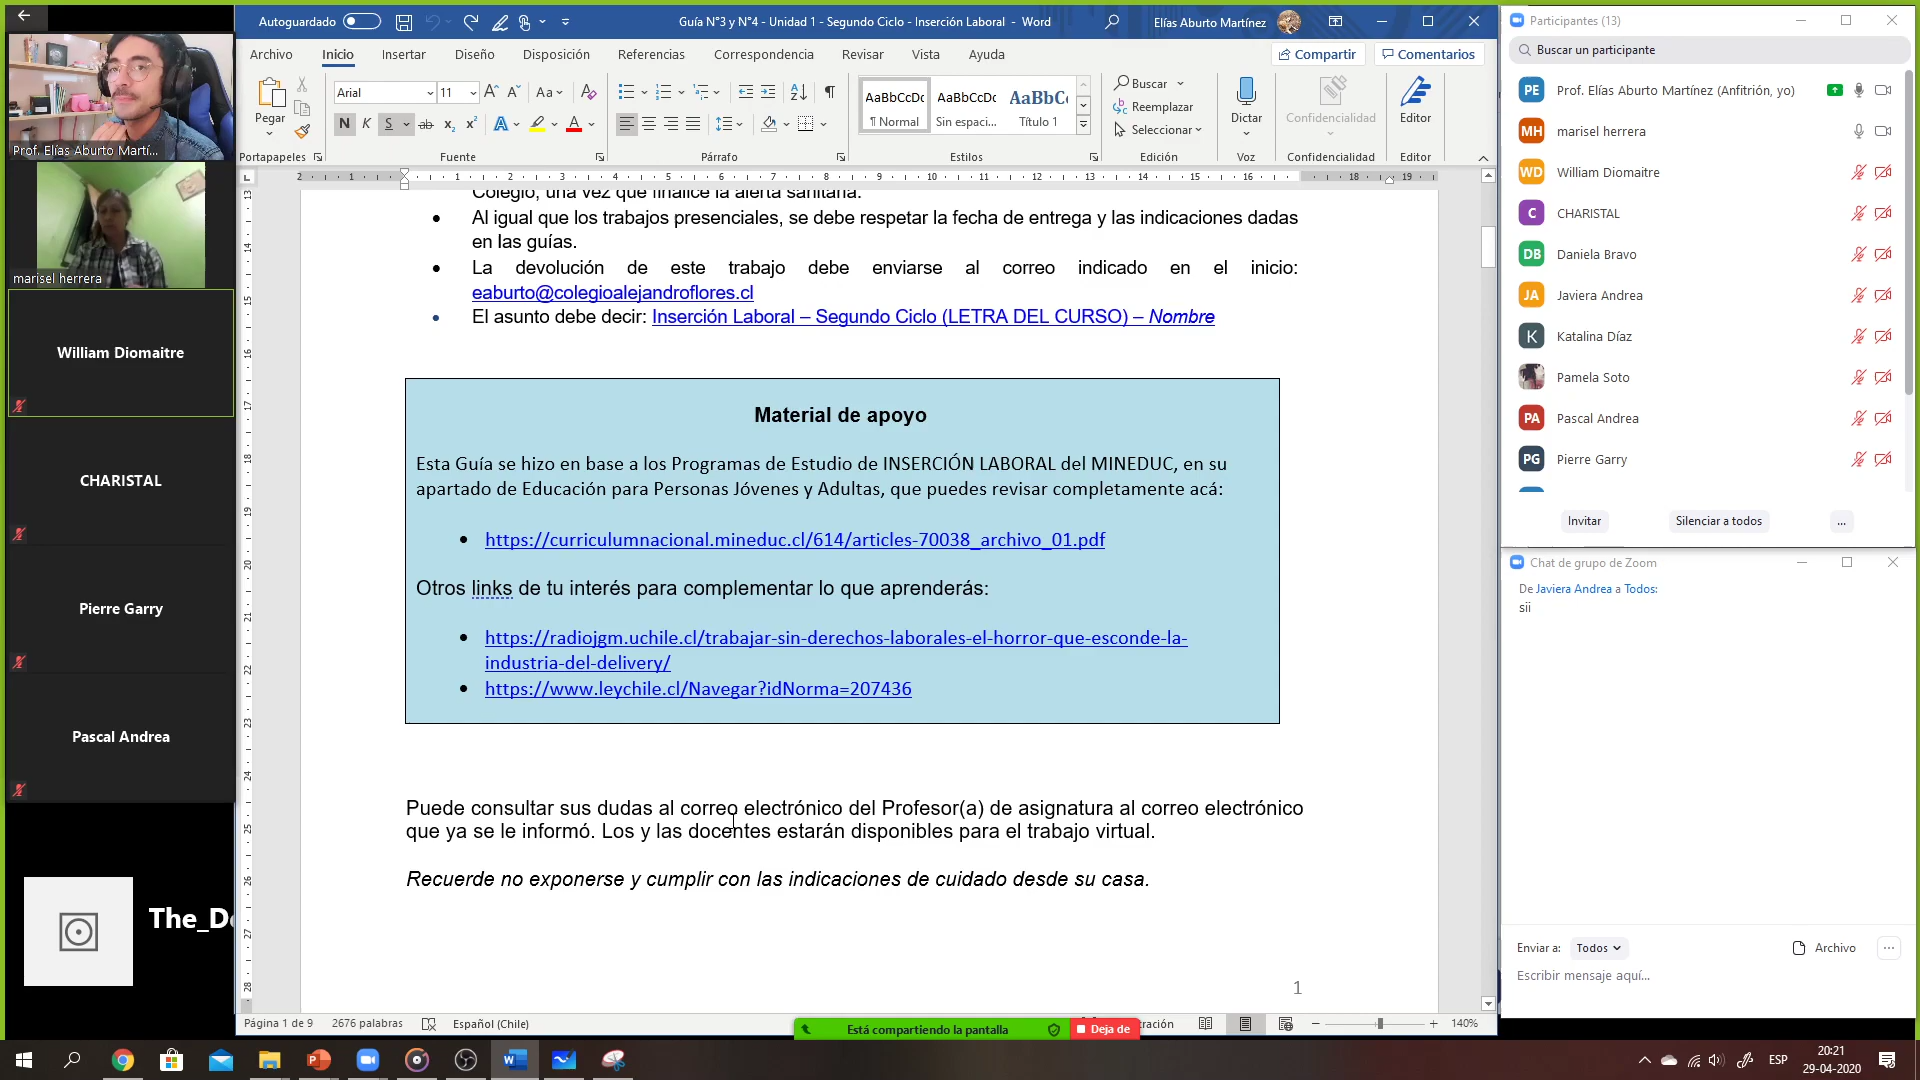 Autoguardado
Guía N°3 y N°4 - Unidad 1 - Segundo Ciclo - Inserción Laboral - Word
Elías Aburto Martínez
Archivo
Inicio
Insertar
Diseño
Disposición
Referencias
Correspondencia
Revisar
Vista
Ayuda
Compartir
Comentarios
Pegar
Portapapeles
Arial
11
Fuente
Párrafo
AaBbCcDc
¶ Normal
AaBbCcDc
Sin espaci...
AaBbC
Título 1
Estilos
Buscar
Reemplazar
Seleccionar
Edición
Dictar
Voz
Confidencialidad
Confidencialidad
Editor
Editor
Prof. Elías Aburto Martí...
marisel herrera
William Diomaitre
CHARISTAL
Pierre Garry
Pascal Andrea
The_D
Colegio, una vez que finalice la alerta sanitaria.
• Al igual que los trabajos presenciales, se debe respetar la fecha de entrega y las indicaciones dadas
en las guías.
• La devolución de este trabajo debe enviarse al correo indicado en el inicio:
eaburto@colegioalejandroflores.cl
• El asunto debe decir: Inserción Laboral – Segundo Ciclo (LETRA DEL CURSO) – Nombre
Material de apoyo
Esta Guía se hizo en base a los Programas de Estudio de INSERCIÓN LABORAL del MINEDUC, en su
apartado de Educación para Personas Jóvenes y Adultas, que puedes revisar completamente acá:
• https://curriculumnacional.mineduc.cl/614/articles-70038_archivo_01.pdf
Otros links de tu interés para complementar lo que aprenderás:
• https://radiojgm.uchile.cl/trabajar-sin-derechos-laborales-el-horror-que-esconde-la-
industria-del-delivery/
• https://www.leychile.cl/Navegar?idNorma=207436
Puede consultar sus dudas al correo electrónico del Profesor(a) de asignatura al correo electrónico
que ya se le informó. Los y las docentes estarán disponibles para el trabajo virtual.
Recuerde no exponerse y cumplir con las indicaciones de cuidado desde su casa.
1
Página 1 de 9
2676 palabras
Español (Chile)
Está compartiendo la pantalla
Deja de
140%
Participantes (13)
Buscar un participante
PE Prof. Elías Aburto Martínez (Anfitrión, yo)
MH marisel herrera
WD William Diomaitre
C CHARISTAL
DB Daniela Bravo
JA Javiera Andrea
K Katalina Díaz
Pamela Soto
PA Pascal Andrea
PG Pierre Garry
Invitar
Silenciar a todos
...
Chat de grupo de Zoom
De Javiera Andrea a Todos:
sii
Enviar a: Todos
Archivo
Escribir mensaje aquí...
ESP
20:21
29-04-2020